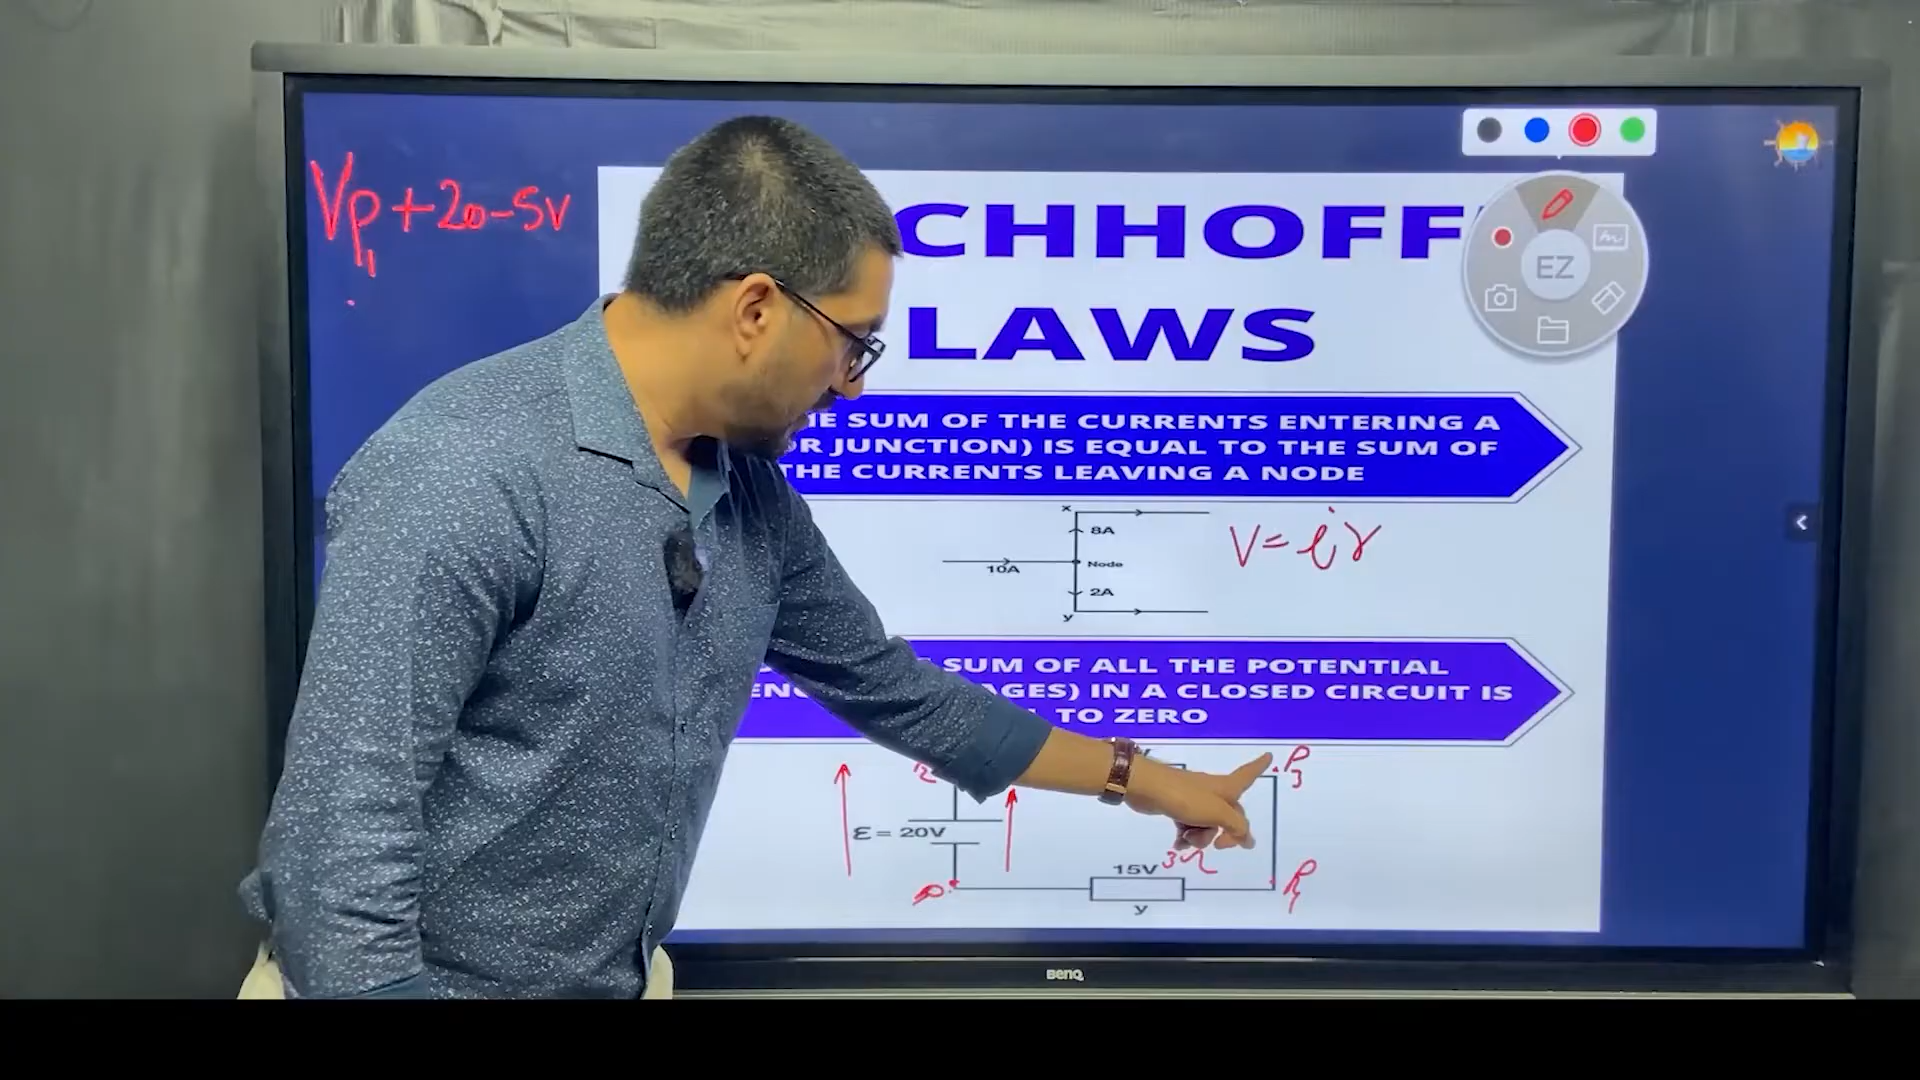 Vp1+20-5V
CHHOFF
LAWS
SUM OF THE CURRENTS ENTERING A
OR JUNCTION) IS EQUAL TO THE SUM OF
THE CURRENTS LEAVING A NODE
x
8A
10A
Node
2A
y
V=ir
SUM OF ALL THE POTENTIAL
IN A CLOSED CIRCUIT IS
TO ZERO
P3
ε = 20V
15V
3Ω
y
P
P4
EZ
BenQ